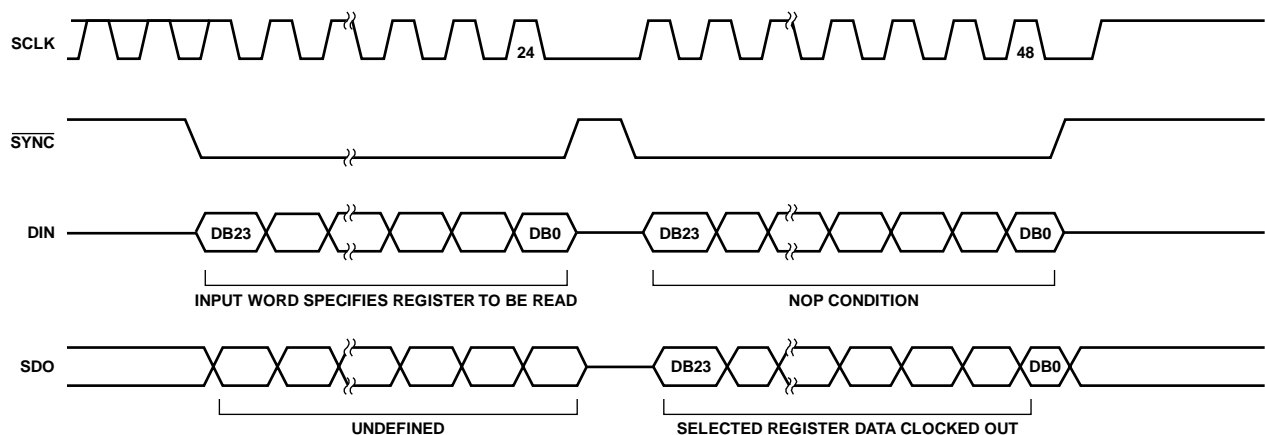 SCLK
24
48
SYNC
DIN
DB23
DB0
DB23
DB0
INPUT WORD SPECIFIES REGISTER TO BE READ
NOP CONDITION
SDO
DB23
DB0
UNDEFINED
SELECTED REGISTER DATA CLOCKED OUT